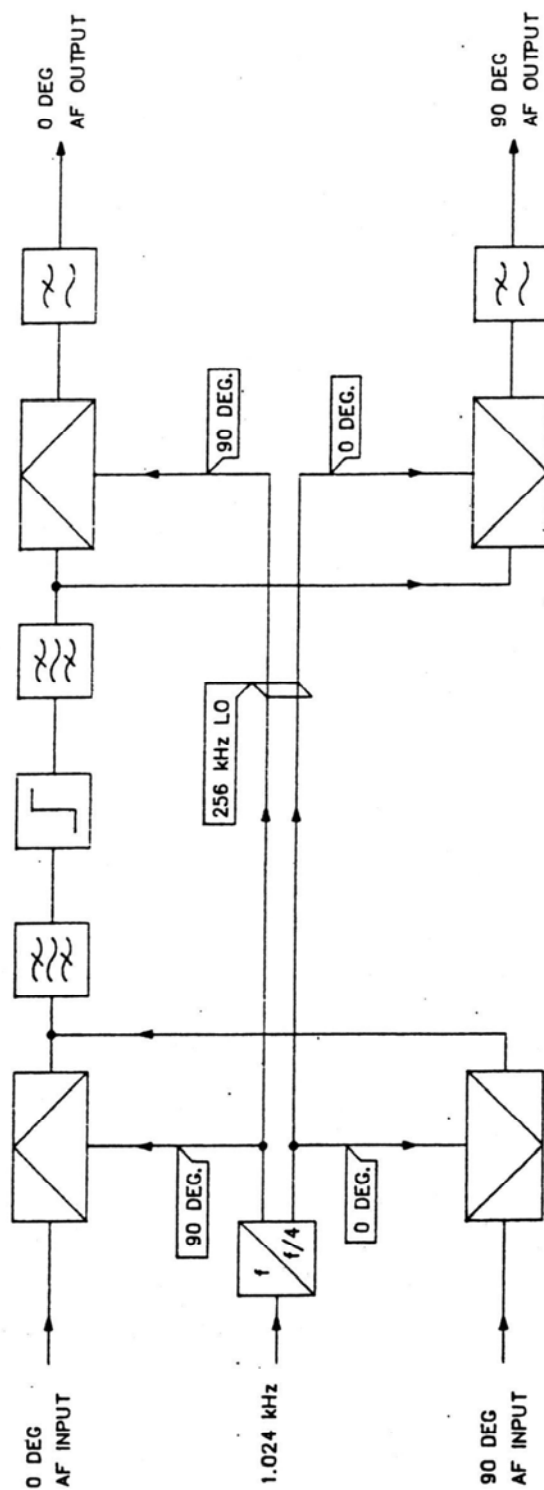 0 DEG
AF INPUT
1.024 kHz
90 DEG
AF INPUT
90 DEG.
f
f/4
0 DEG.
256 kHz LO
90 DEG.
0 DEG.
0 DEG
AF OUTPUT
90 DEG
AF OUTPUT